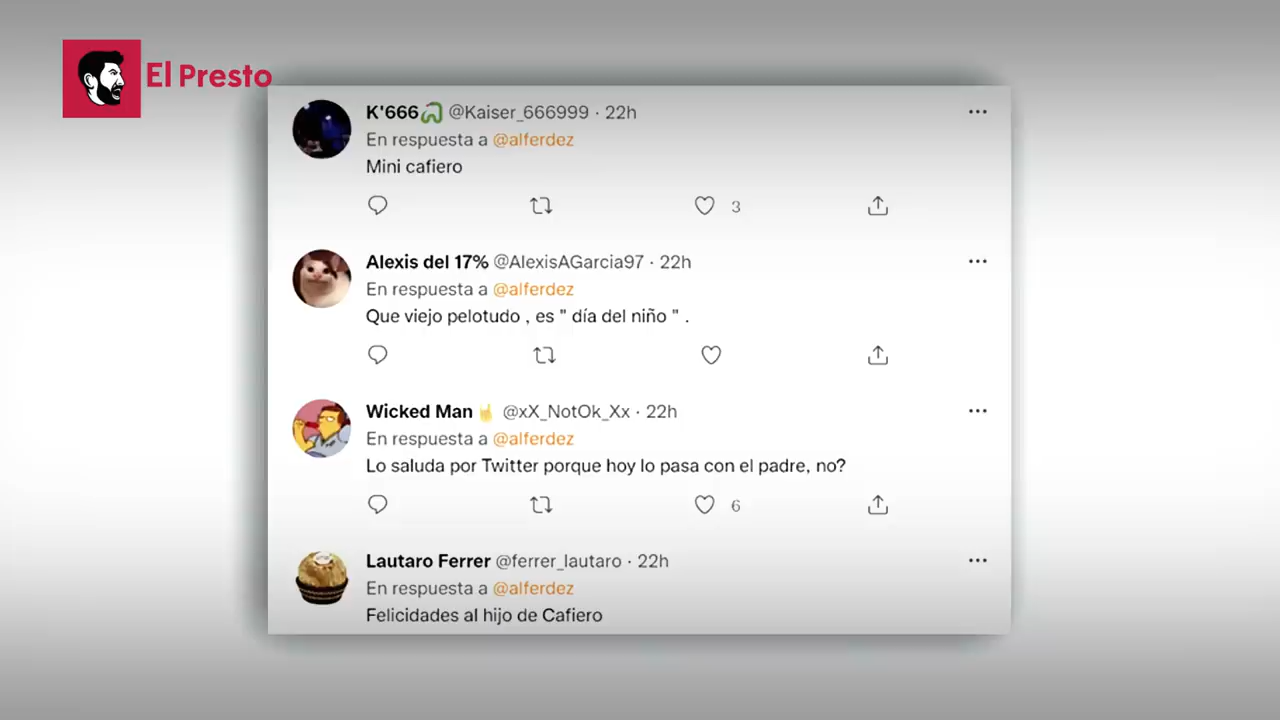 El Presto
K'666 @Kaiser_666999 · 22h
En respuesta a @alferdez
Mini cafiero
3
Alexis del 17% @AlexisAGarcia97 · 22h
En respuesta a @alferdez
Que viejo pelotudo , es " día del niño " .
Wicked Man @xX_NotOk_Xx · 22h
En respuesta a @alferdez
Lo saluda por Twitter porque hoy lo pasa con el padre, no?
6
Lautaro Ferrer @ferrer_lautaro · 22h
En respuesta a @alferdez
Felicidades al hijo de Cafiero